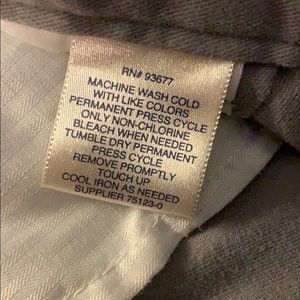 RN# 93677
MACHINE WASH COLD
WITH LIKE COLORS
PERMANENT PRESS CYCLE
ONLY NON-CHLORINE
BLEACH WHEN NEEDED
TUMBLE DRY PERMANENT
PRESS CYCLE
REMOVE PROMPTLY
TOUCH UP
COOL IRON AS NEEDED
SUPPLIER 75123-0